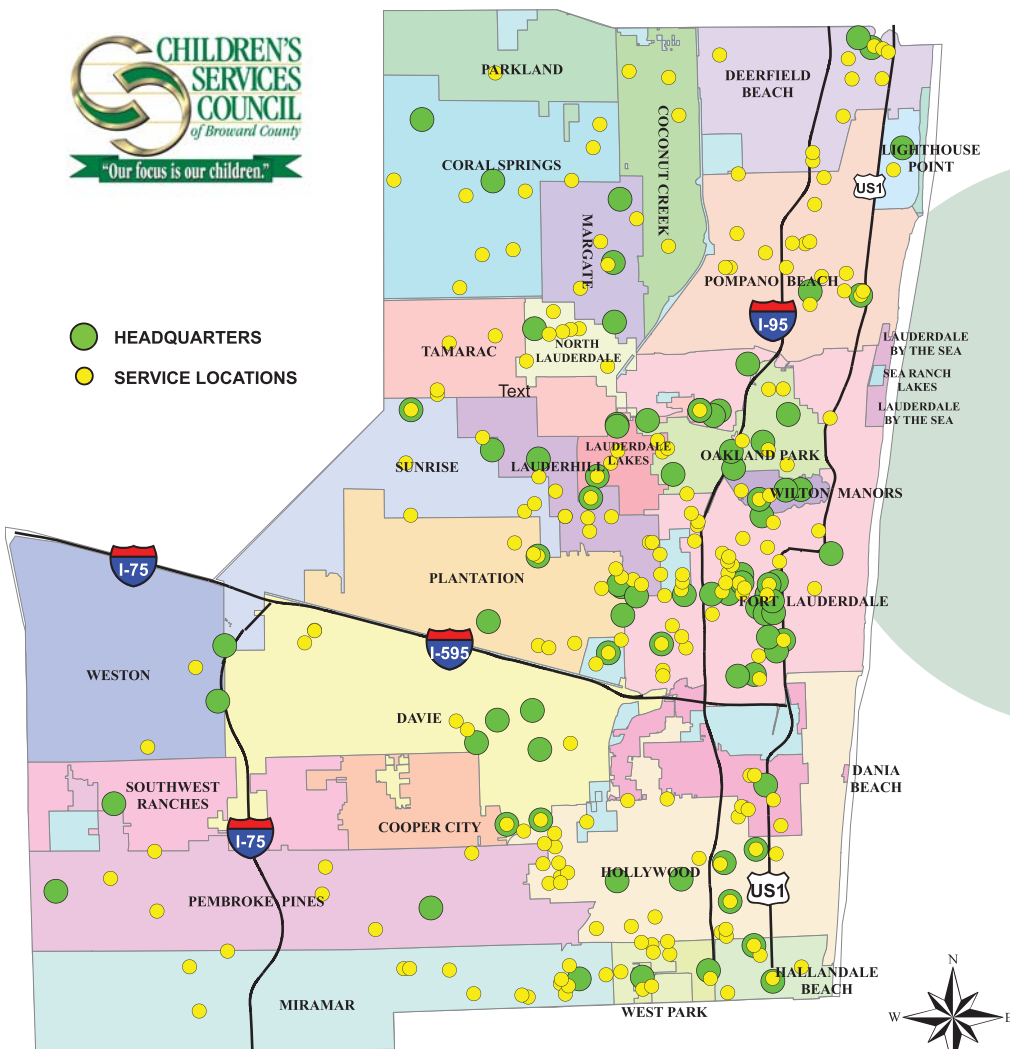 CHILDREN'S
SERVICES
COUNCIL
of Broward County
"Our focus is our children."
HEADQUARTERS
SERVICE LOCATIONS
PARKLAND
DEERFIELD
BEACH
COCONUT CREEK
CORAL SPRINGS
LIGHTHOUSE
POINT
US1
MARGATE
POMPANO BEACH
I-95
TAMARAC
NORTH
LAUDERDALE
LAUDERDALE
BY THE SEA
SEA RANCH
LAKES
LAUDERDALE
BY THE SEA
Text
SUNRISE
LAUDERHILL
LAUDERDALE
LAKES
OAKLAND PARK
WILTON MANORS
I-75
PLANTATION
FORT LAUDERDALE
I-595
WESTON
DAVIE
DANIA
BEACH
SOUTHWEST
RANCHES
COOPER CITY
I-75
HOLLYWOOD
US1
PEMBROKE PINES
HALLANDALE
BEACH
MIRAMAR
WEST PARK
N
W
E